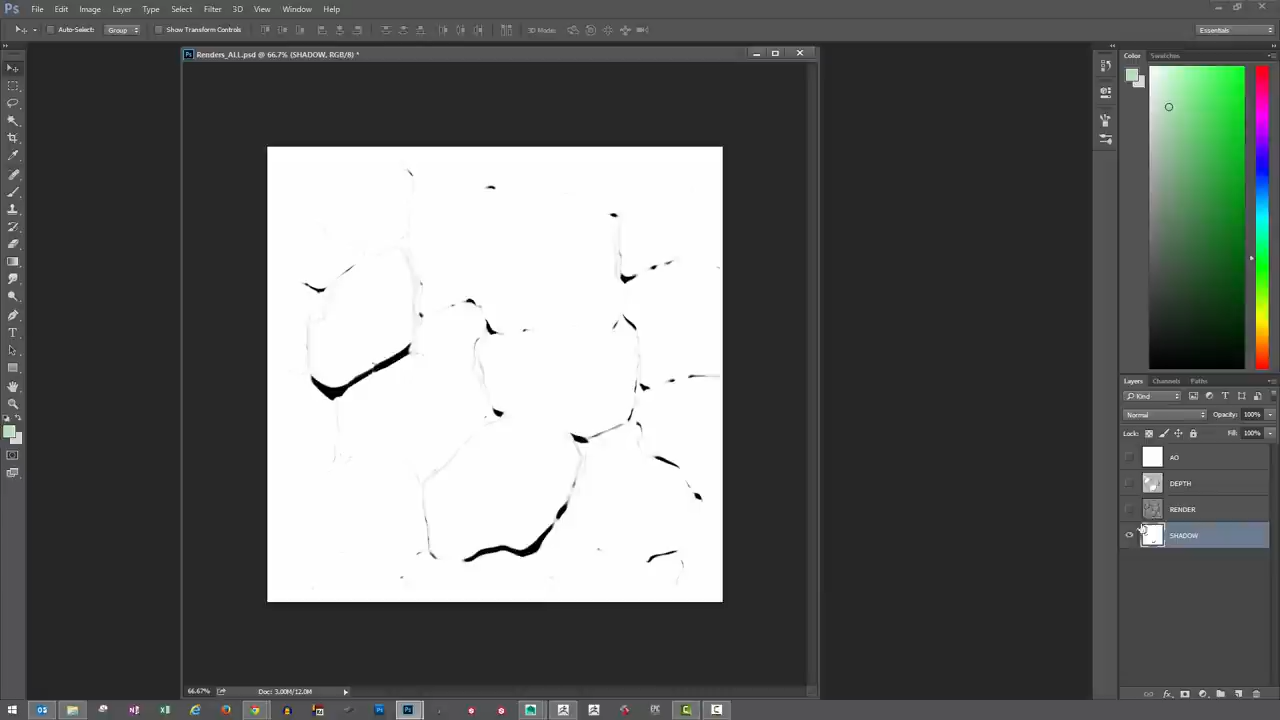 Ps File Edit Image Layer Type Select Filter 3D View Window Help
Auto-Select: Group Show Transform Controls 3D Modes: Essentials
Ps Renders_ALL.psd @ 66.7% (SHADOW, RGB/8) *
Color Swatches
Layers Channels Paths
Kind
Normal Opacity: 100%
Lock: Fill: 100%
AO
DEPTH
RENDER
SHADOW
66.67% Doc: 3.00M/12.0M